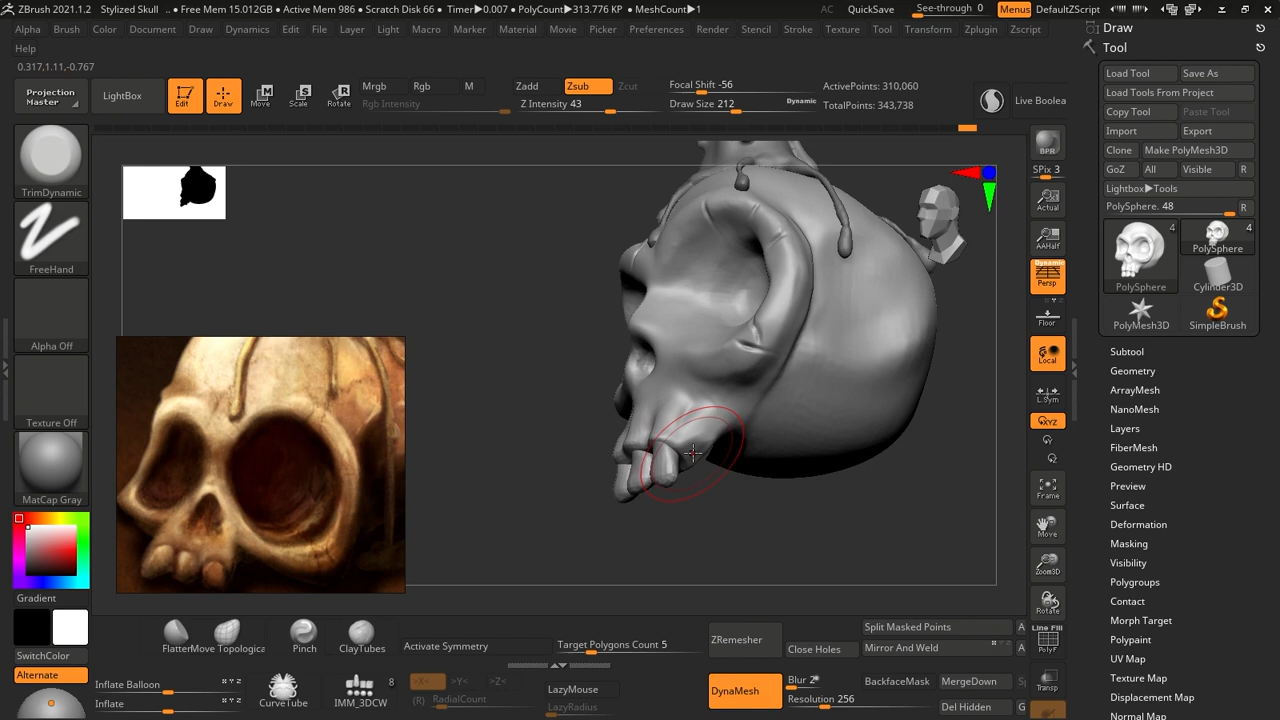 ZBrush 2021.1.2 Stylized Skull .. • Free Mem 15.012GB • Active Mem 986 • Scratch Disk 66 • Timer▶0.007 • PolyCount▶313.776 KP • MeshCount▶1 AC QuickSave See-through 0 Menus DefaultZScript
Alpha Brush Color Document Draw Dynamics Edit File Layer Light Macro Marker Material Movie Picker Preferences Render Stencil Stroke Texture Tool Transform Zplugin Zscript
Help
0.317,1.11,-0.767
Projection
Master
LightBox
Edit
Draw
Move
Scale
Rotate
Mrgb Rgb M
Rgb Intensity
Zadd Zsub Zcut
Z Intensity 43
Focal Shift -56
Draw Size 212 Dynamic
ActivePoints: 310,060
TotalPoints: 343,738
Live Boolea
TrimDynamic
FreeHand
Alpha Off
Texture Off
MatCap Gray
Gradient
SwitchColor
Alternate
BPR
SPix 3
Actual
AAHalf
Dynamic
Persp
Floor
Local
L.Sym
XYZ
Frame
Move
Zoom3D
Rotate
Line Fill
PolyF
Transp
Draw
Tool
Load Tool Save As
Load Tools From Project
Copy Tool Paste Tool
Import Export
Clone Make PolyMesh3D
GoZ All Visible R
Lightbox▶Tools
PolySphere. 48 R
4 4
PolySphere
PolySphere Cylinder3D
PolyMesh3D SimpleBrush
Subtool
Geometry
ArrayMesh
NanoMesh
Layers
FiberMesh
Geometry HD
Preview
Surface
Deformation
Masking
Visibility
Polygroups
Contact
Morph Target
Polypaint
UV Map
Texture Map
Displacement Map
Normal Map
Flatter Move Topologica Pinch ClayTubes
Activate Symmetry
Target Polygons Count 5
ZRemesher
Close Holes
Split Masked Points A
Mirror And Weld A
Inflate Balloon
Inflate
CurveTube
8
IMM_3DCW
>X< >Y< >Z<
(R) RadialCount
LazyMouse
LazyRadius
DynaMesh
Blur 2
Resolution 256
BackfaceMask MergeDown
Del Hidden G